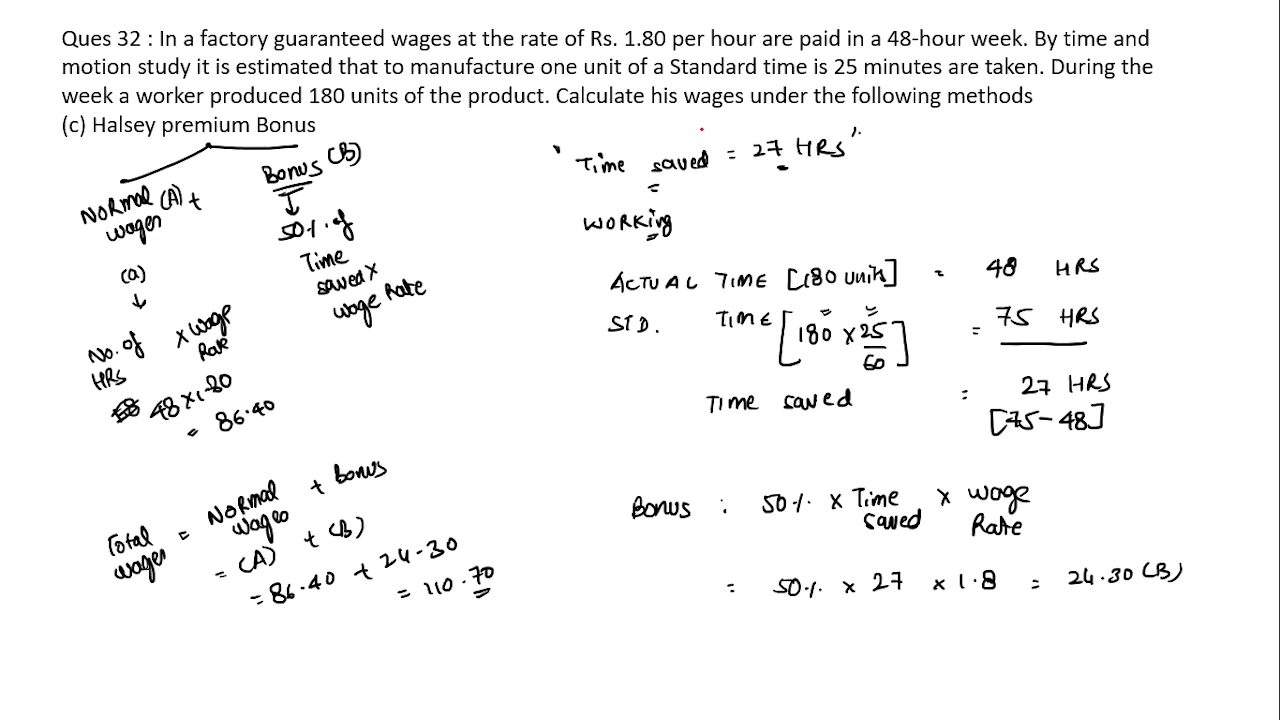 Ques 32 : In a factory guaranteed wages at the rate of Rs. 1.80 per hour are paid in a 48-hour week. By time and
motion study it is estimated that to manufacture one unit of a Standard time is 25 minutes are taken. During the
week a worker produced 180 units of the product. Calculate his wages under the following methods
(c) Halsey premium Bonus
Normal (A) +
wages
(a)
↓
No. of × wage
HRS Rate
48×1.80
= 86.40
Bonus (B)
↓
50% of
Time
saved ×
wage Rate
Total wages = Normal wages + bonus
= (A) + (B)
= 86.40 + 24.30
= 110.70
Time saved = 27 HRS
WORKING
ACTUAL TIME [180 units] = 48 HRS
STD. TIME [180 × 25/60] = 75 HRS
Time saved = 27 HRS
[75-48]
Bonus : 50% × Time saved × wage Rate
= 50% × 27 × 1.8 = 24.30 (B)